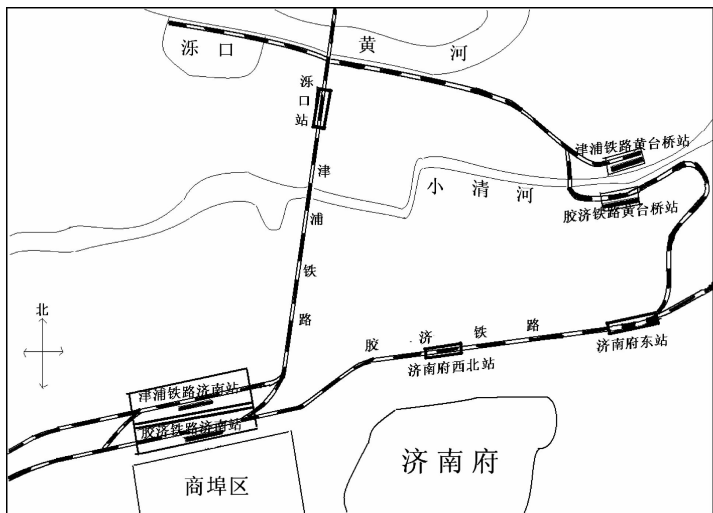 泺口
黄河
泺口站
津浦铁路黄台桥站
小清河
胶济铁路黄台桥站
津浦铁路
北
胶济铁路
济南府东站
济南府西北站
津浦铁路济南站
胶济铁路济南站
济南府
商埠区